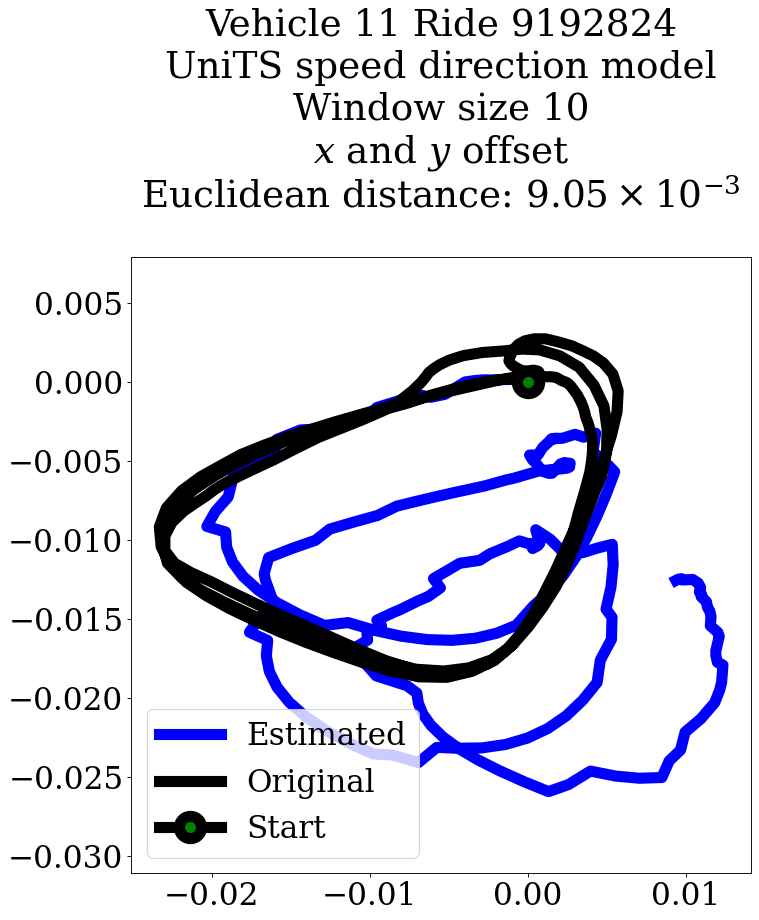 Vehicle 11 Ride 9192824
UniTS speed direction model
Window size 10
x and y offset
Euclidean distance: 9.05 × 10⁻³
0.005
0.000
−0.005
−0.010
−0.015
−0.020
−0.025
−0.030
Estimated
Original
Start
−0.02 −0.01 0.00 0.01